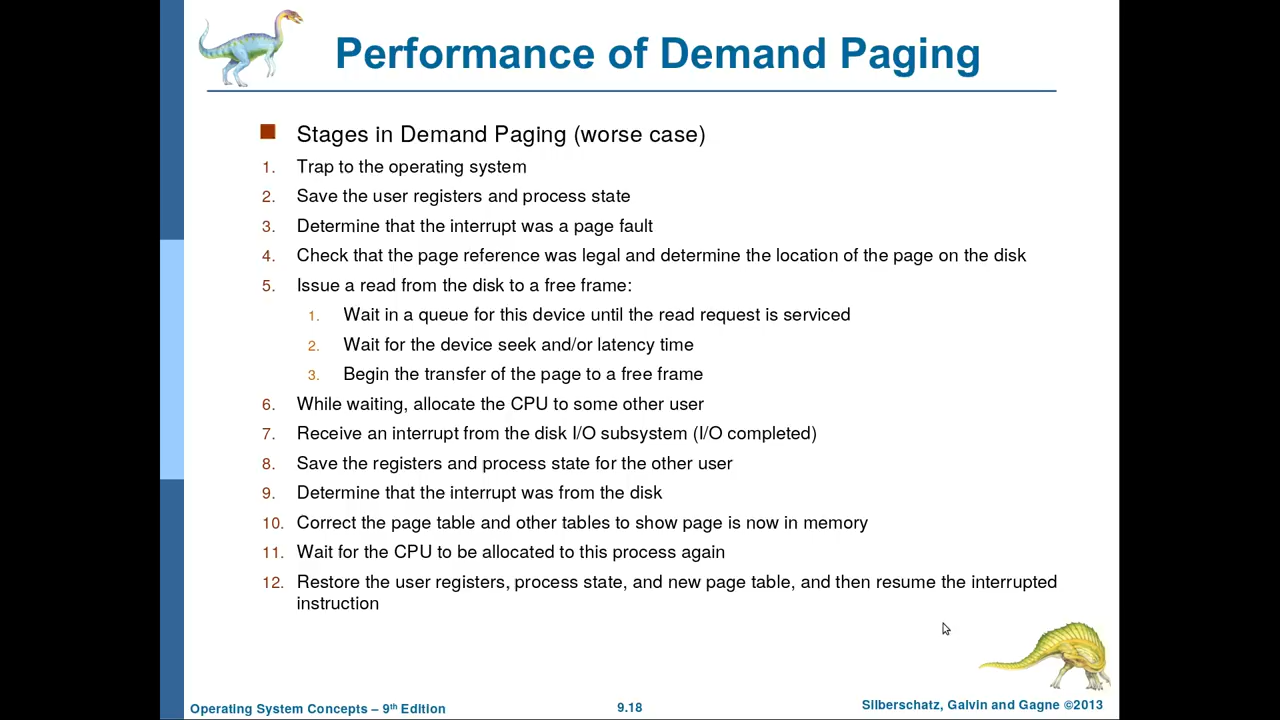 Performance of Demand Paging
Stages in Demand Paging (worse case)
1. Trap to the operating system
2. Save the user registers and process state
3. Determine that the interrupt was a page fault
4. Check that the page reference was legal and determine the location of the page on the disk
5. Issue a read from the disk to a free frame:
1. Wait in a queue for this device until the read request is serviced
2. Wait for the device seek and/or latency time
3. Begin the transfer of the page to a free frame
6. While waiting, allocate the CPU to some other user
7. Receive an interrupt from the disk I/O subsystem (I/O completed)
8. Save the registers and process state for the other user
9. Determine that the interrupt was from the disk
10. Correct the page table and other tables to show page is now in memory
11. Wait for the CPU to be allocated to this process again
12. Restore the user registers, process state, and new page table, and then resume the interrupted
instruction
Operating System Concepts – 9th Edition 9.18 Silberschatz, Galvin and Gagne ©2013